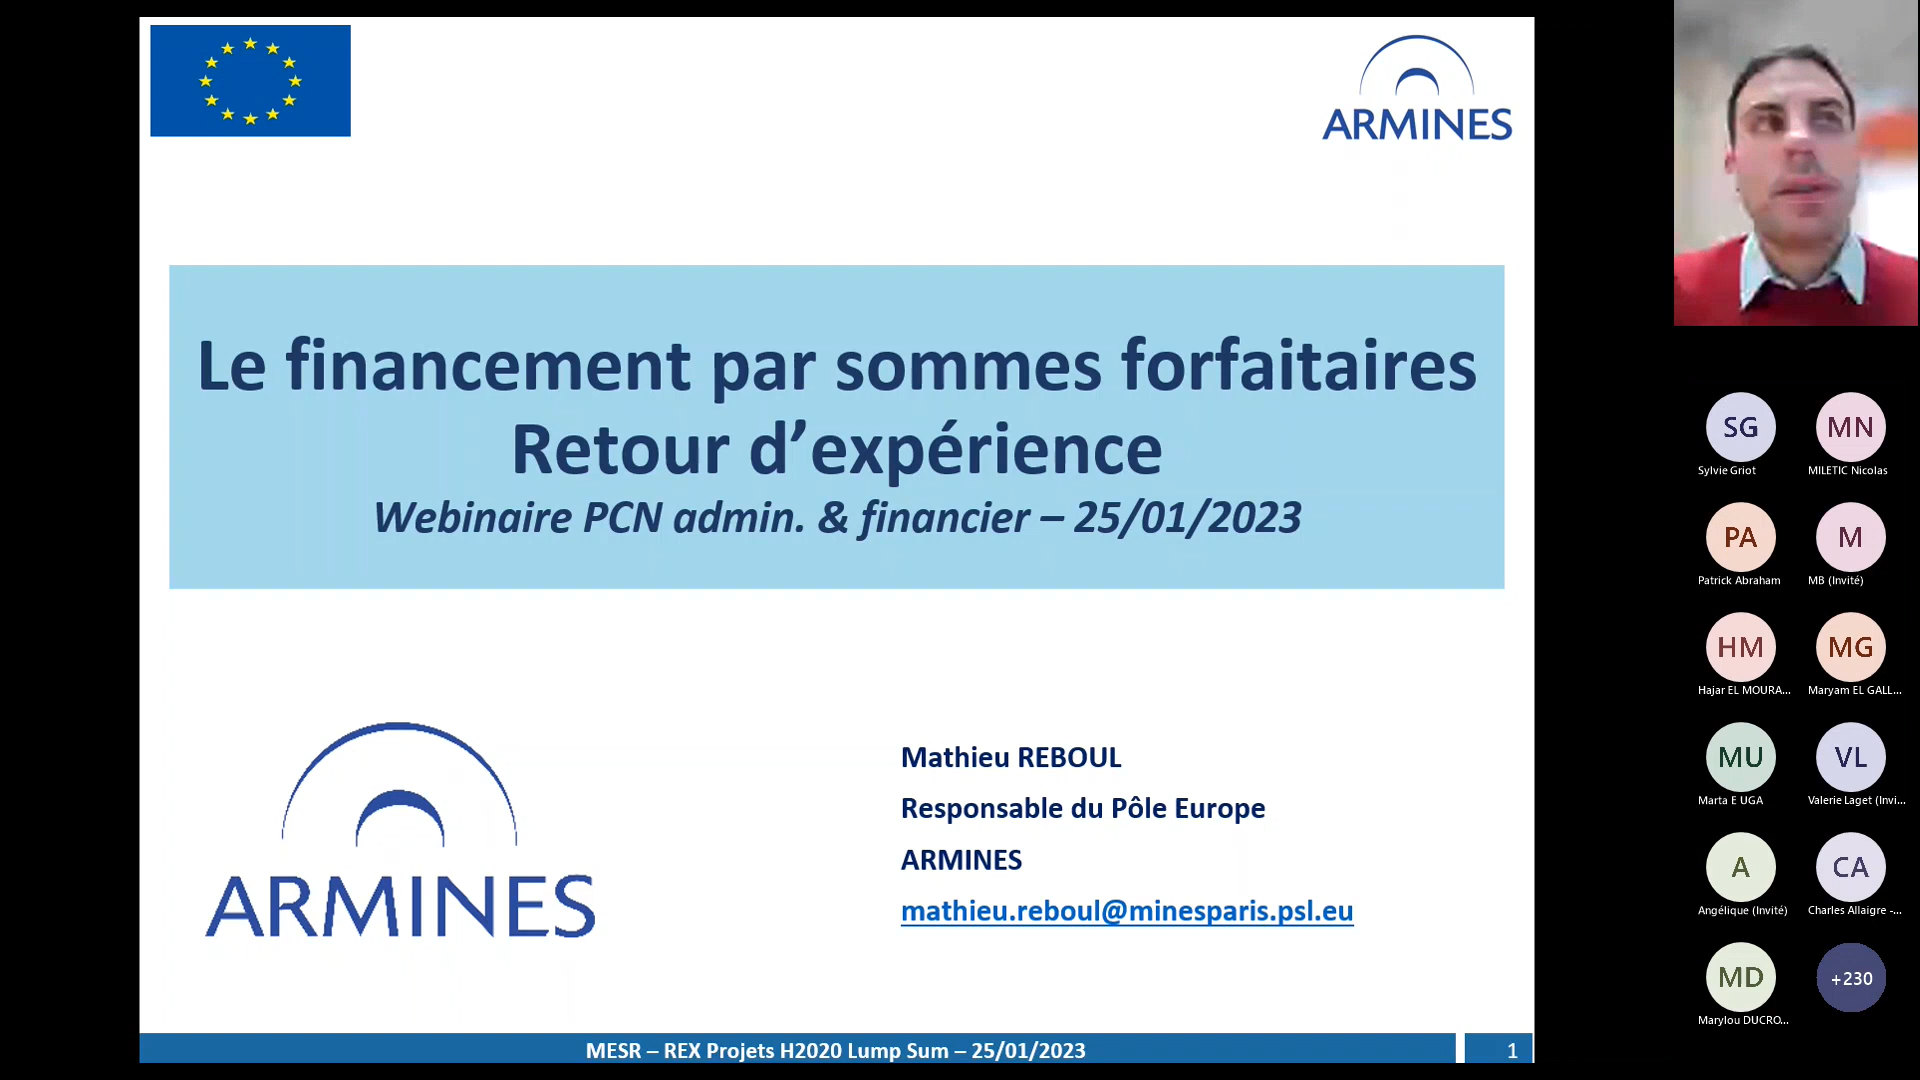 ARMINES
Le financement par sommes forfaitaires
Retour d’expérience
Webinaire PCN admin. & financier – 25/01/2023
ARMINES
Mathieu REBOUL
Responsable du Pôle Europe
ARMINES
mathieu.reboul@minesparis.psl.eu
MESR – REX Projets H2020 Lump Sum – 25/01/2023
1
SG
Sylvie Griot
MN
MILETIC Nicolas
PA
Patrick Abraham
M
MB (Invité)
HM
Hajar EL MOURA...
MG
Maryam EL GALL...
MU
Marta E UGA
VL
Valerie Laget (Invi...
A
Angélique (Invité)
CA
Charles Allaigre -...
MD
Marylou DUCRO...
+230